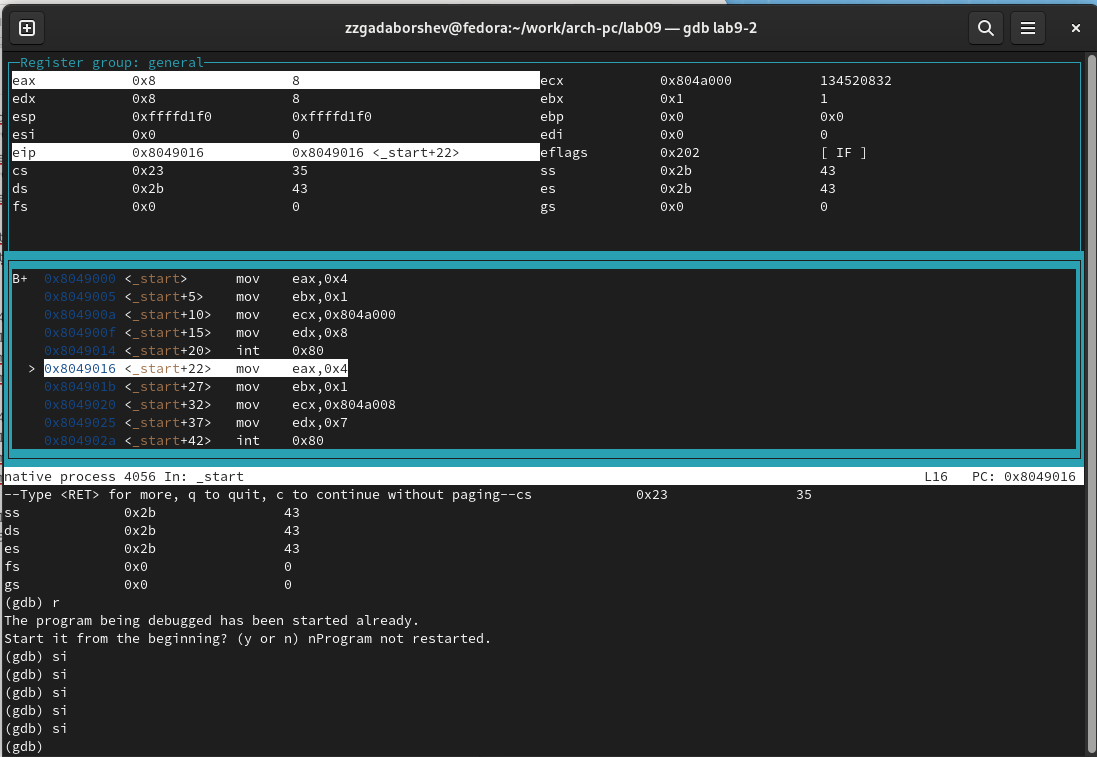 zzgadaborshev@fedora:~/work/arch-pc/lab09 — gdb lab9-2
Register group: general
eax 0x8 8 ecx 0x804a000 134520832
edx 0x8 8 ebx 0x1 1
esp 0xffffd1f0 0xffffd1f0 ebp 0x0 0x0
esi 0x0 0 edi 0x0 0
eip 0x8049016 0x8049016 <_start+22> eflags 0x202 [ IF ]
cs 0x23 35 ss 0x2b 43
ds 0x2b 43 es 0x2b 43
fs 0x0 0 gs 0x0 0
B+ 0x8049000 <_start> mov eax,0x4
0x8049005 <_start+5> mov ebx,0x1
0x804900a <_start+10> mov ecx,0x804a000
0x804900f <_start+15> mov edx,0x8
0x8049014 <_start+20> int 0x80
> 0x8049016 <_start+22> mov eax,0x4
0x804901b <_start+27> mov ebx,0x1
0x8049020 <_start+32> mov ecx,0x804a008
0x8049025 <_start+37> mov edx,0x7
0x804902a <_start+42> int 0x80
native process 4056 In: _start L16 PC: 0x8049016
--Type <RET> for more, q to quit, c to continue without paging--cs 0x23 35
ss 0x2b 43
ds 0x2b 43
es 0x2b 43
fs 0x0 0
gs 0x0 0
(gdb) r
The program being debugged has been started already.
Start it from the beginning? (y or n) nProgram not restarted.
(gdb) si
(gdb) si
(gdb) si
(gdb) si
(gdb) si
(gdb)